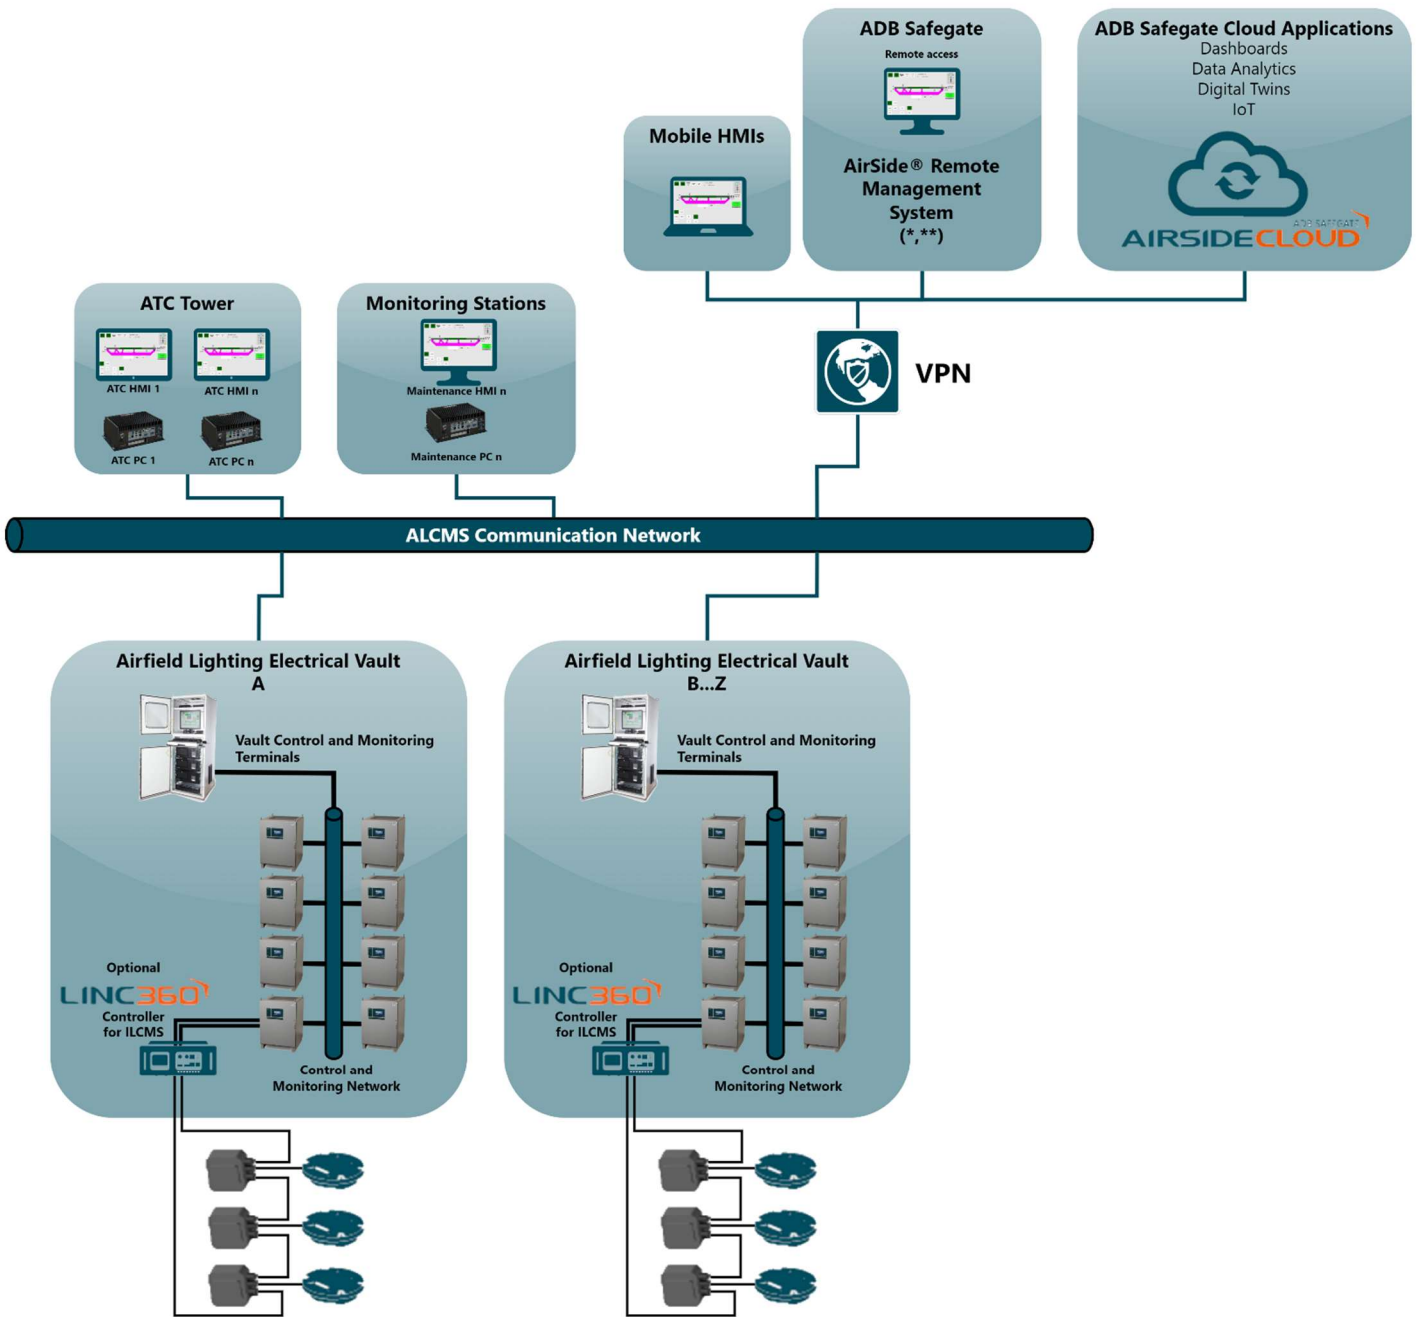 ADB Safegate
Remote access
AirSide® Remote
Management
System
(*,**)
ADB Safegate Cloud Applications
Dashboards
Data Analytics
Digital Twins
IoT
ADB SAFEGATE
AIRSIDECLOUD
Mobile HMIs
VPN
ATC Tower
ATC HMI 1
ATC HMI n
ATC PC 1
ATC PC n
Monitoring Stations
Maintenance HMI n
Maintenance PC n
ALCMS Communication Network
Airfield Lighting Electrical Vault
A
Vault Control and Monitoring
Terminals
Optional
LINC360
Controller
for ILCMS
Control and
Monitoring Network
Airfield Lighting Electrical Vault
B...Z
Vault Control and Monitoring
Terminals
Optional
LINC360
Controller
for ILCMS
Control and
Monitoring Network